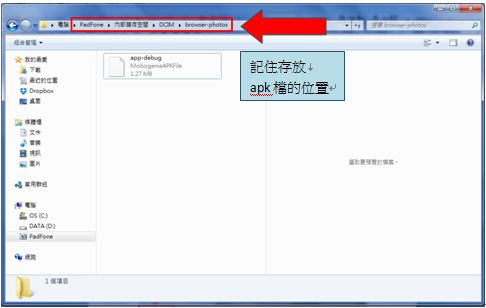 電腦 ▸ PadFone ▸ 內部儲存空間 ▸ DCIM ▸ browser-photos
搜尋 browser-photos
組合管理
我的最愛
下載
最近的位置
Dropbox
桌面
媒體櫃
文件
音樂
視訊
圖片
家用群組
電腦
OS (C:)
DATA (D:)
PadFone
網路
app-debug
MobogeniaAPKFile
1.27 MB
記住存放↓
apk 檔的位置↵
選取要預覽的檔案。
1 個項目